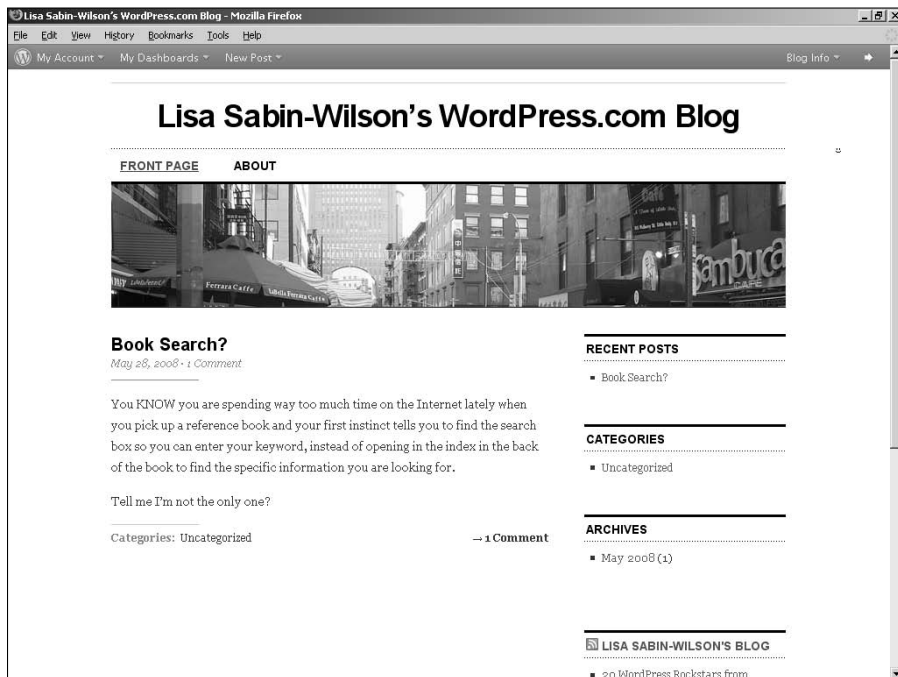 Lisa Sabin-Wilson's WordPress.com Blog - Mozilla Firefox
File Edit View History Bookmarks Tools Help
My Account My Dashboards New Post Blog Info
Lisa Sabin-Wilson's WordPress.com Blog
FRONT PAGE ABOUT
Ferrara Caffe
Sambuca
CAFE
Book Search?
May 28, 2008 · 1 Comment
You KNOW you are spending way too much time on the Internet lately when
you pick up a reference book and your first instinct tells you to find the search
box so you can enter your keyword, instead of opening in the index in the back
of the book to find the specific information you are looking for.
Tell me I'm not the only one?
Categories: Uncategorized
→ 1 Comment
RECENT POSTS
Book Search?
CATEGORIES
Uncategorized
ARCHIVES
May 2008 (1)
LISA SABIN-WILSON'S BLOG
20 WordPress Rockstars from